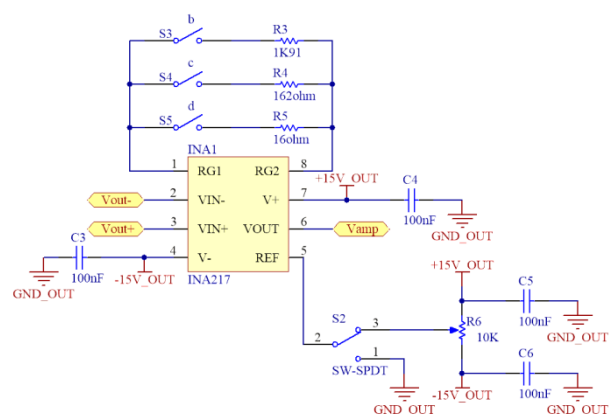 b
S3
R3
1K91
c
S4
R4
162ohm
d
S5
R5
16ohm
INA1
1 RG1 RG2 8
Vout- 2 VIN- V+ 7
+15V_OUT
C4
100nF
GND_OUT
Vout+ 3 VIN+ VOUT 6 Vamp
C3
100nF
GND_OUT
-15V_OUT
4 V- REF 5
INA217
S2
2
3
1
SW-SPDT
GND_OUT
+15V_OUT
C5
100nF
GND_OUT
R6
10K
C6
100nF
GND_OUT
-15V_OUT